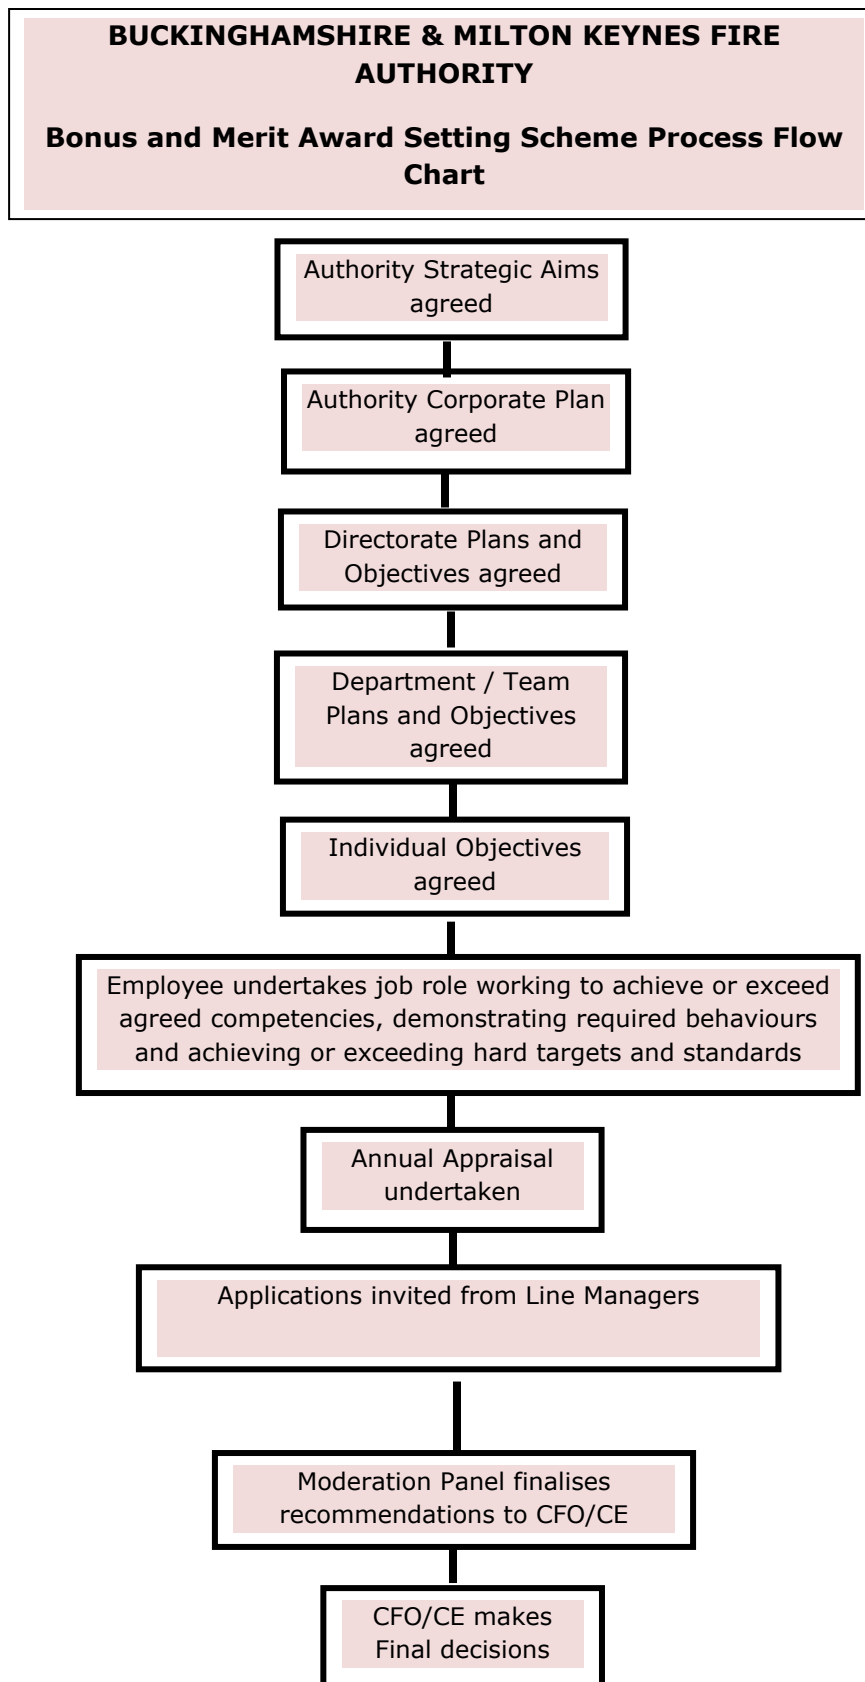 BUCKINGHAMSHIRE & MILTON KEYNES FIRE
AUTHORITY
Bonus and Merit Award Setting Scheme Process Flow
Chart
Authority Strategic Aims
agreed
Authority Corporate Plan
agreed
Directorate Plans and
Objectives agreed
Department / Team
Plans and Objectives
agreed
Individual Objectives
agreed
Employee undertakes job role working to achieve or exceed
agreed competencies, demonstrating required behaviours
and achieving or exceeding hard targets and standards
Annual Appraisal
undertaken
Applications invited from Line Managers
Moderation Panel finalises
recommendations to CFO/CE
CFO/CE makes
Final decisions